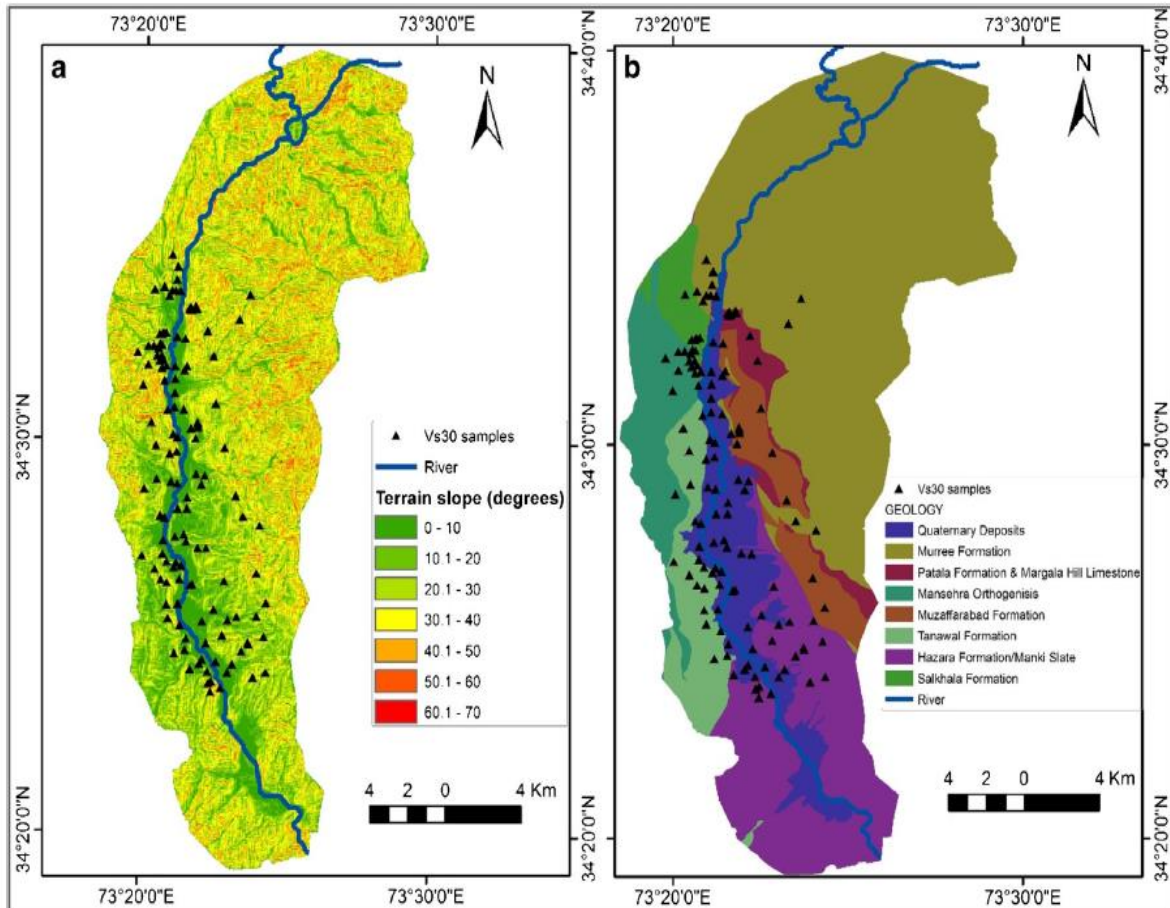 73°20'0"E
73°30'0"E
a
N
34°40'0"N
34°30'0"N
34°20'0"N
Vs30 samples
River
Terrain slope (degrees)
0 - 10
10.1 - 20
20.1 - 30
30.1 - 40
40.1 - 50
50.1 - 60
60.1 - 70
4 2 0 4 Km
73°20'0"E
73°30'0"E
73°20'0"E
73°30'0"E
b
N
34°40'0"N
34°30'0"N
34°20'0"N
Vs30 samples
GEOLOGY
Quaternary Deposits
Murree Formation
Patala Formation & Margala Hill Limestone
Mansehra Orthogenisis
Muzaffarabad Formation
Tanawal Formation
Hazara Formation/Manki Slate
Salkhala Formation
River
4 2 0 4 Km
34°40'0"N
34°30'0"N
34°20'0"N
73°20'0"E
73°30'0"E